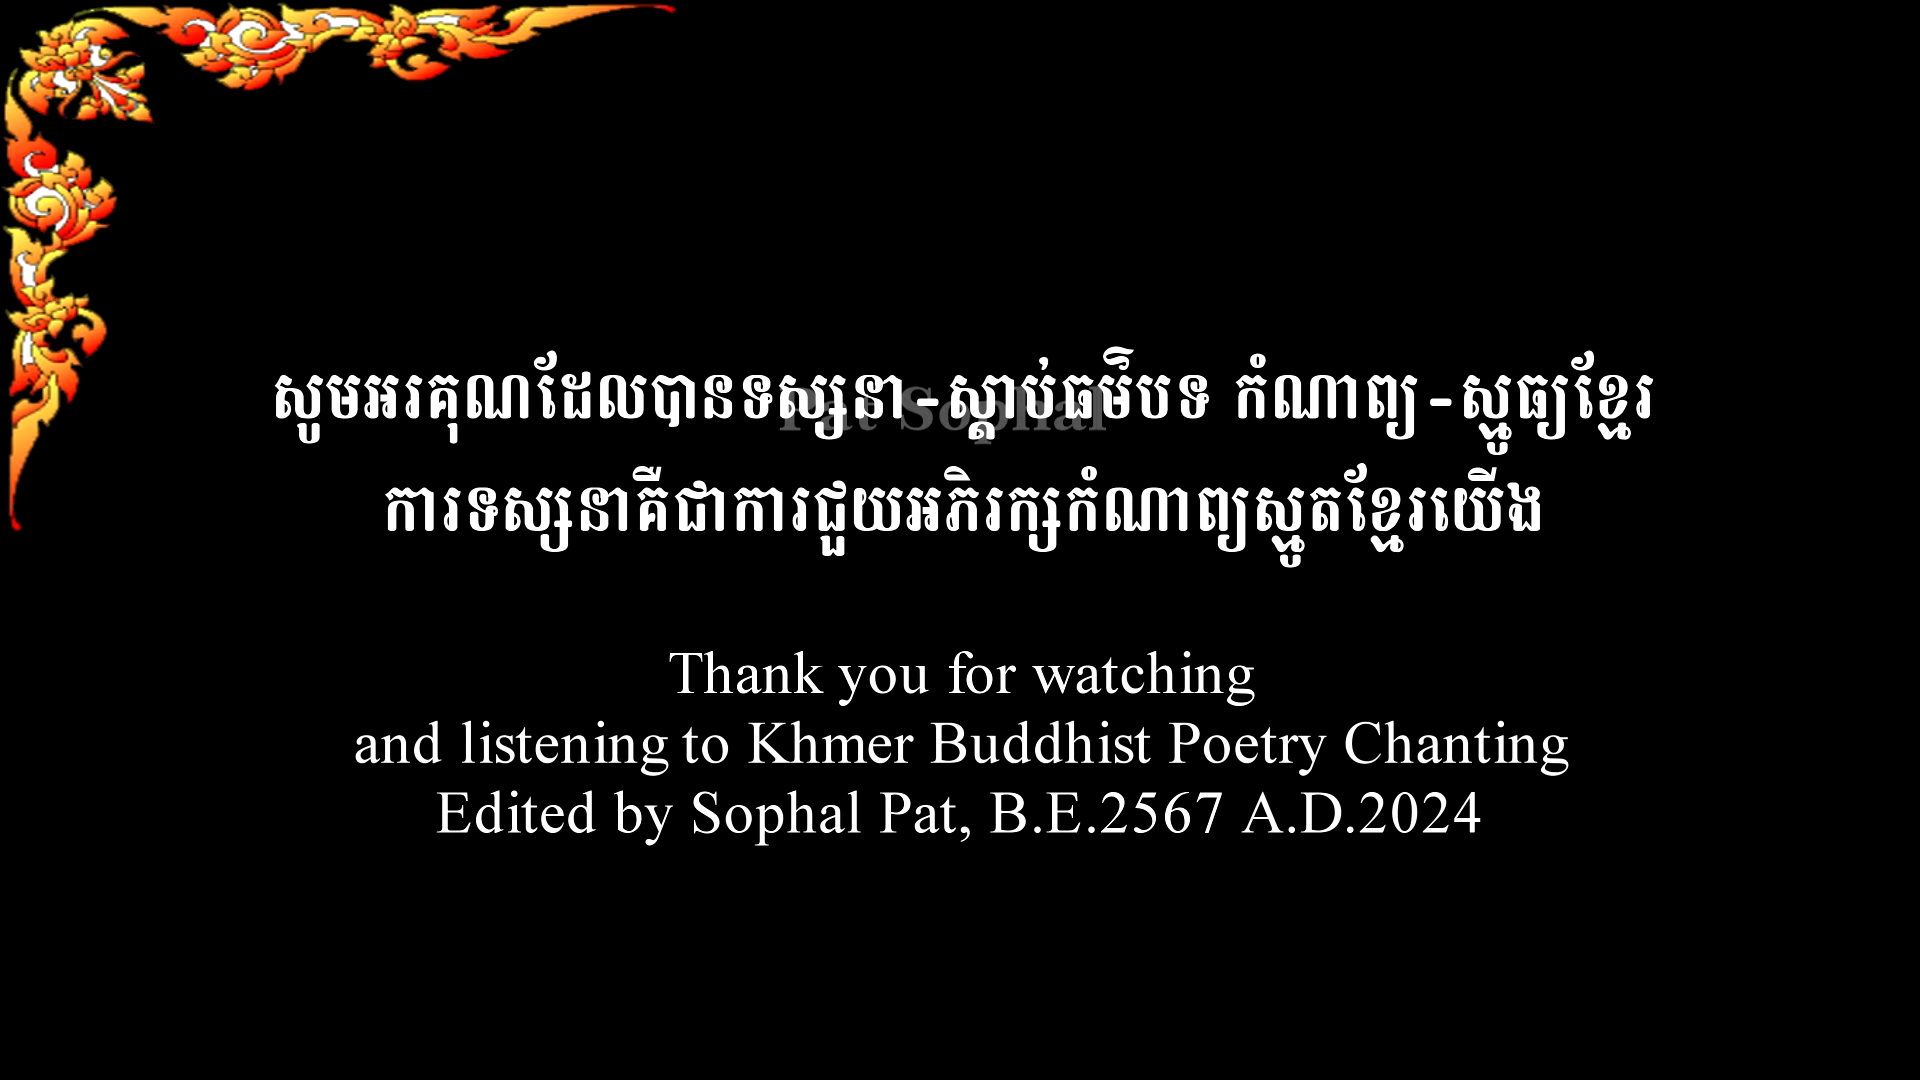 សូមអរគុណដែលបានទស្សនា-ស្តាប់ធម៌បទ កំណាព្យ-ស្មូធ្យខ្មែរ
Pat Sophal
ការទស្សនាគឺជាការជួយអភិរក្សកំណាព្យស្មូតខ្មែរយើង
Thank you for watching
and listening to Khmer Buddhist Poetry Chanting
Edited by Sophal Pat, B.E.2567 A.D.2024